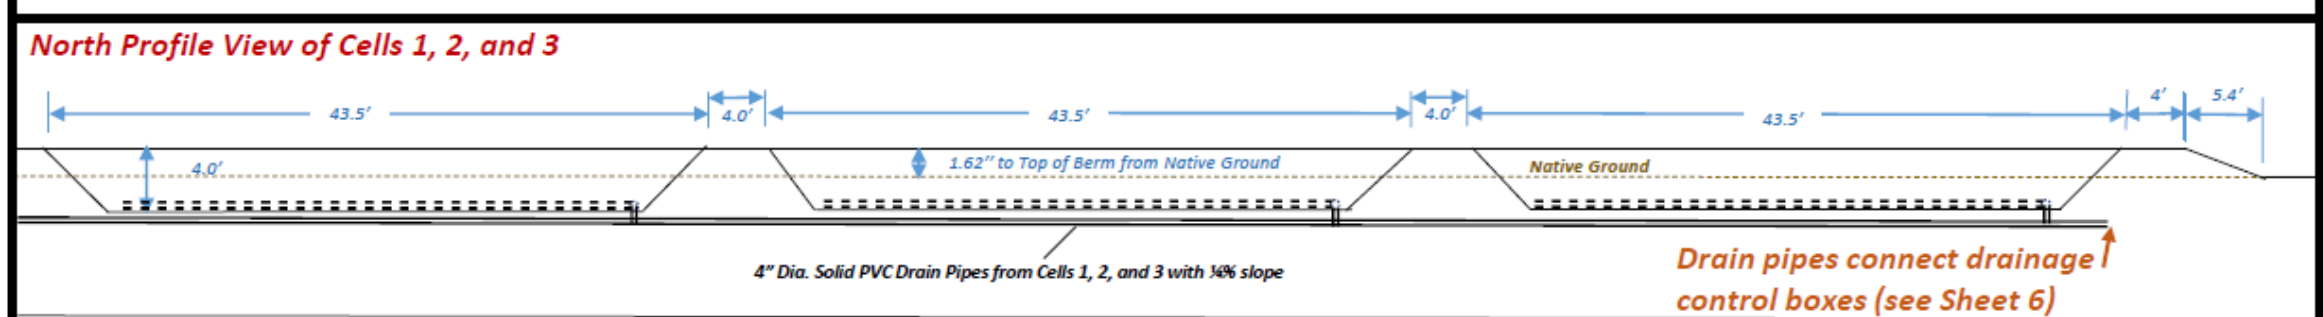 North Profile View of Cells 1, 2, and 3
43.5’ 4.0’ 43.5’ 4.0’ 43.5’ 4’ 5.4’
4.0’ 1.62’’ to Top of Berm from Native Ground Native Ground
4” Dia. Solid PVC Drain Pipes from Cells 1, 2, and 3 with slope
Drain pipes connect drainage
control boxes (see Sheet 6)